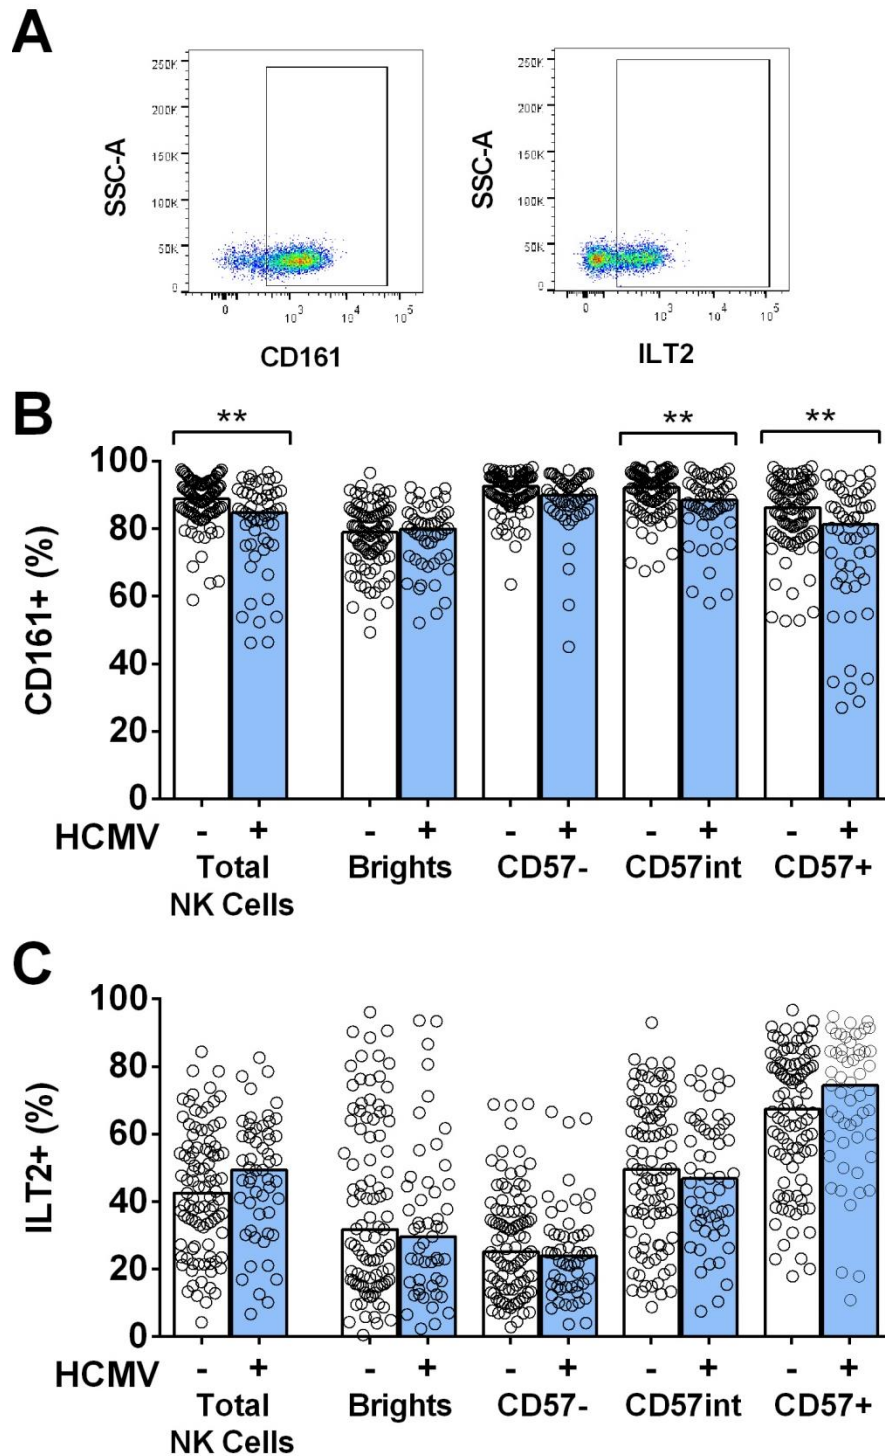 A
250K
200K
150K
100K
50K
0
SSC-A
0 10³ 10⁴ 10⁵
CD161
250K
200K
150K
100K
50K
0
SSC-A
0 10³ 10⁴ 10⁵
ILT2
B
** ** **
100
80
60
40
20
0
CD161+ (%)
HCMV - + - + - + - + - +
Total Brights CD57- CD57int CD57+
NK Cells
C
100
80
60
40
20
0
ILT2+ (%)
HCMV - + - + - + - + - +
Total Brights CD57- CD57int CD57+
NK Cells